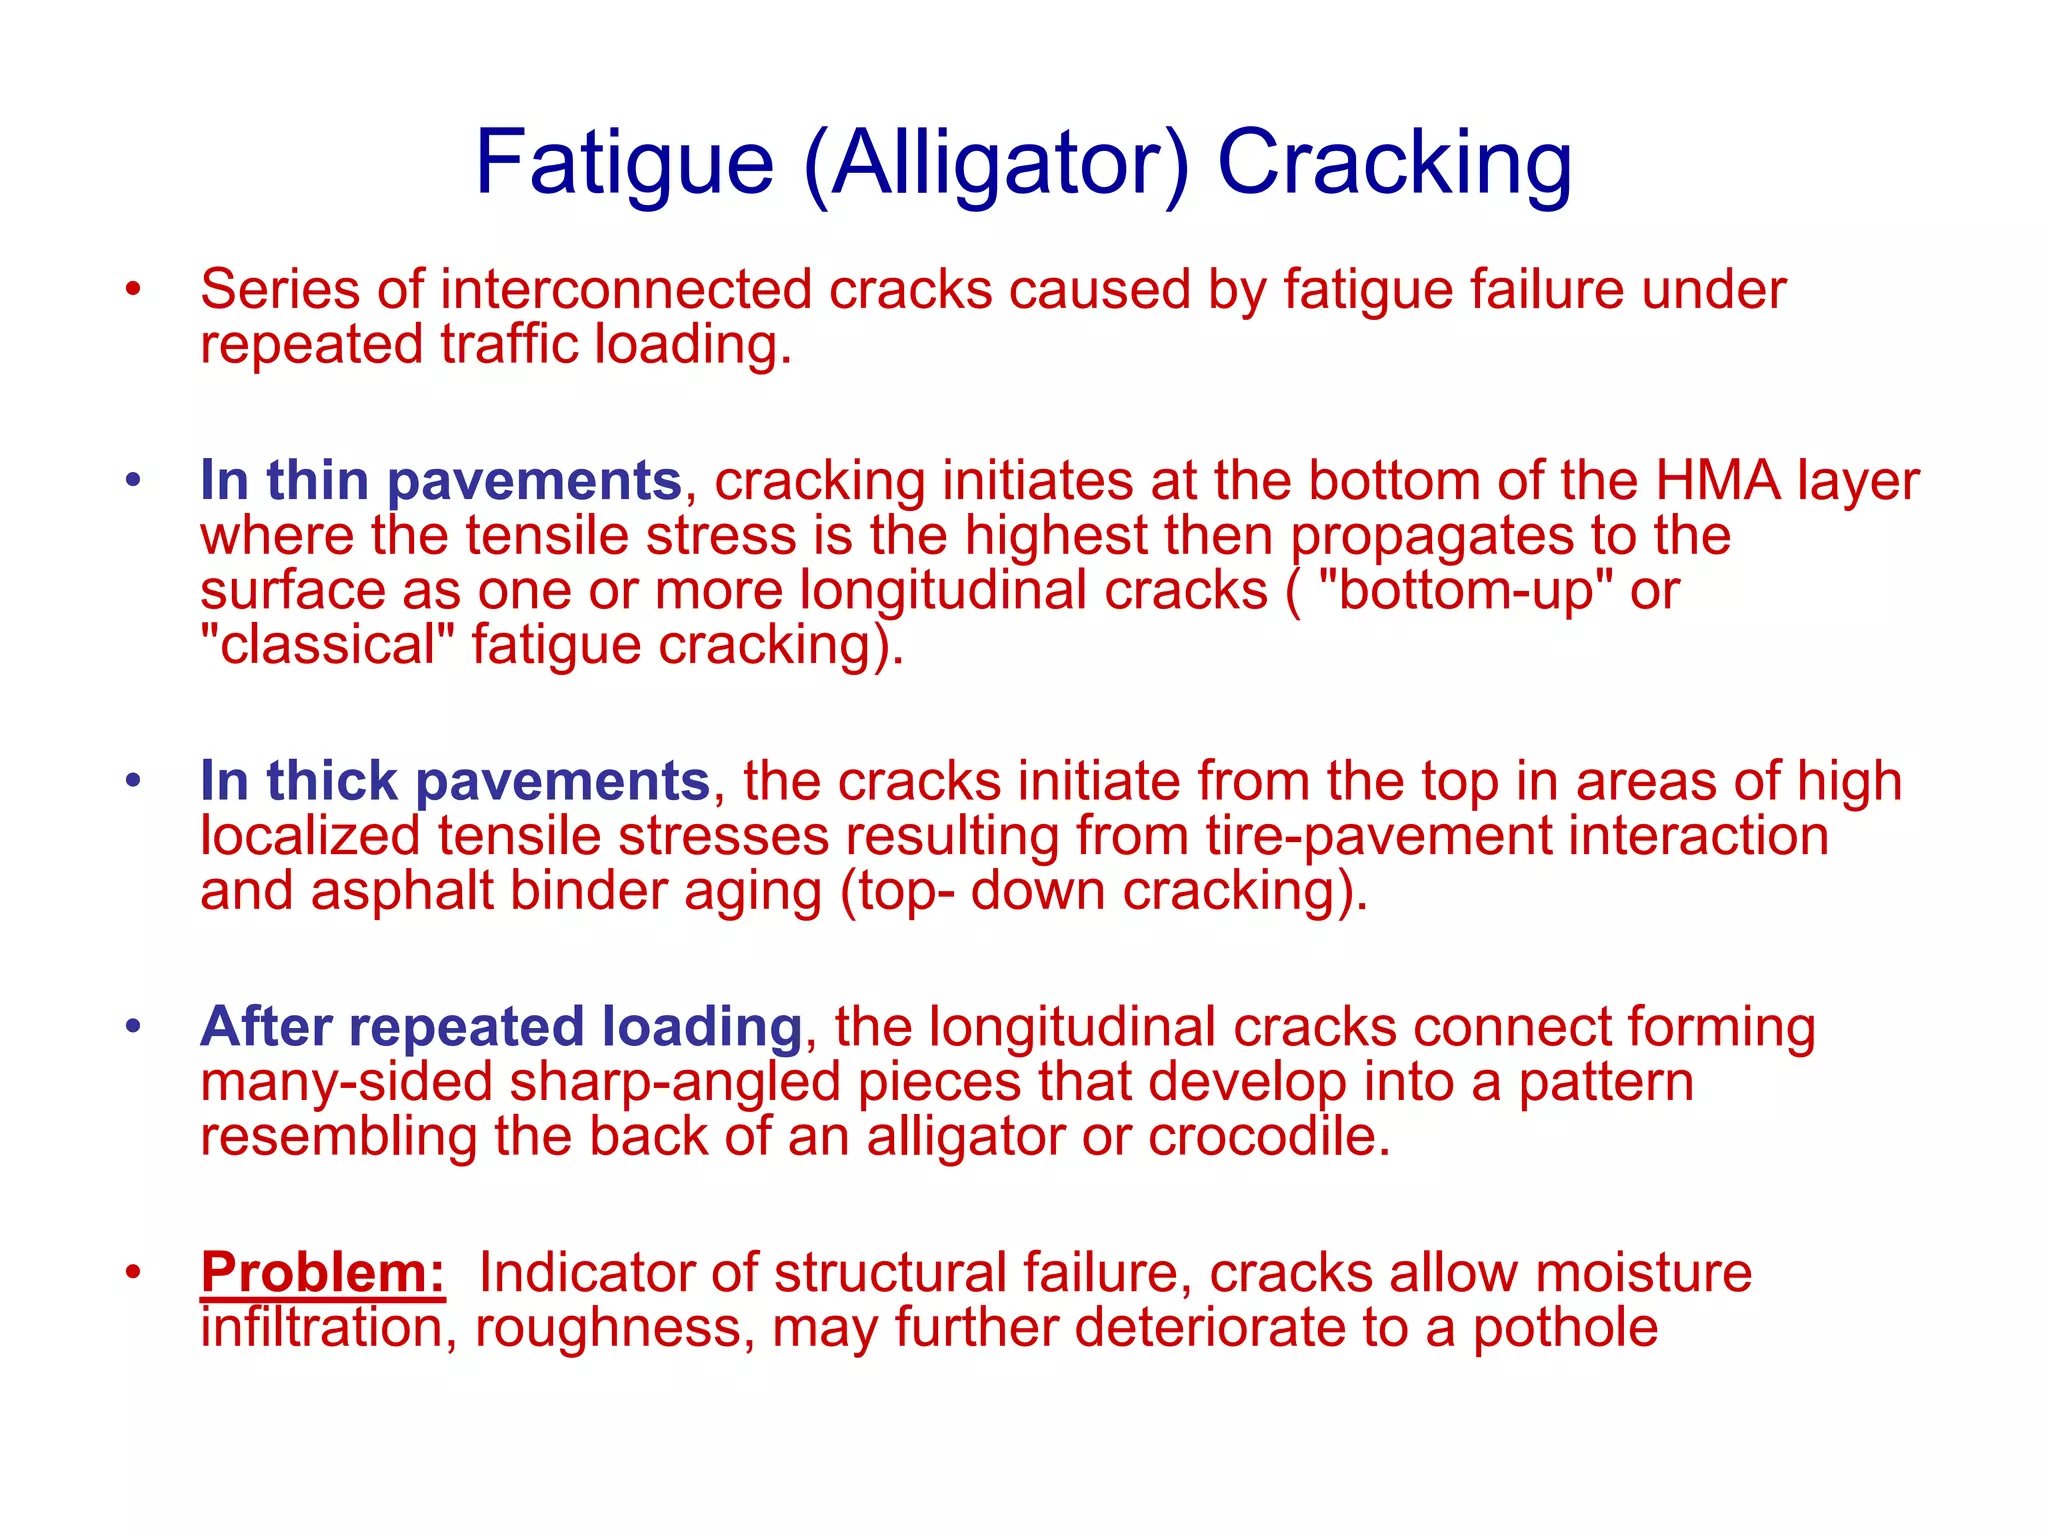 Fatigue (Alligator) Cracking
• Series of interconnected cracks caused by fatigue failure under
repeated traffic loading.
• In thin pavements, cracking initiates at the bottom of the HMA layer
where the tensile stress is the highest then propagates to the
surface as one or more longitudinal cracks ( "bottom-up" or
"classical" fatigue cracking).
• In thick pavements, the cracks initiate from the top in areas of high
localized tensile stresses resulting from tire-pavement interaction
and asphalt binder aging (top- down cracking).
• After repeated loading, the longitudinal cracks connect forming
many-sided sharp-angled pieces that develop into a pattern
resembling the back of an alligator or crocodile.
• Problem: Indicator of structural failure, cracks allow moisture
infiltration, roughness, may further deteriorate to a pothole